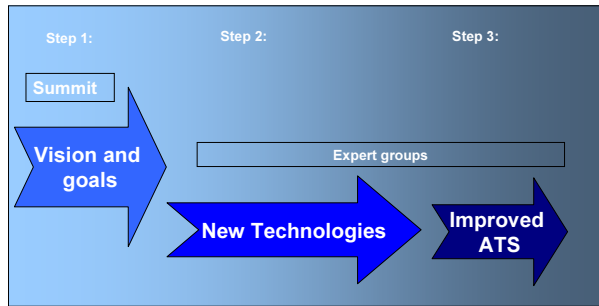 Step 1:
Step 2:
Step 3:
Summit
Vision and
goals
Expert groups
New Technologies
Improved
ATS